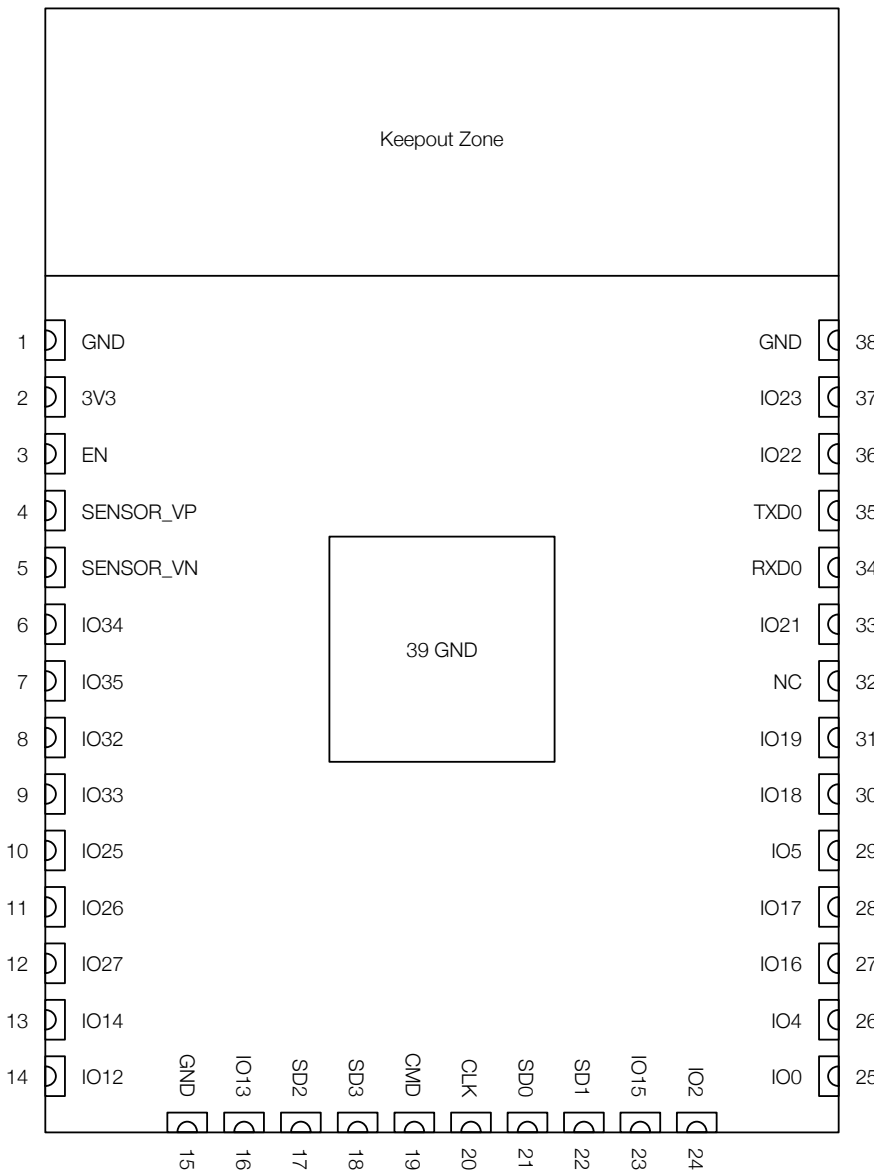 Keepout Zone
1 GND GND 38
2 3V3 IO23 37
3 EN IO22 36
4 SENSOR_VP TXD0 35
5 SENSOR_VN RXD0 34
6 IO34 IO21 33
39 GND
7 IO35 NC 32
8 IO32 IO19 31
9 IO33 IO18 30
10 IO25 IO5 29
11 IO26 IO17 28
12 IO27 IO16 27
13 IO14 IO4 26
14 IO12 IO0 25
GND IO13 SD2 SD3 CMD CLK SD0 SD1 IO15 IO2
15 16 17 18 19 20 21 22 23 24